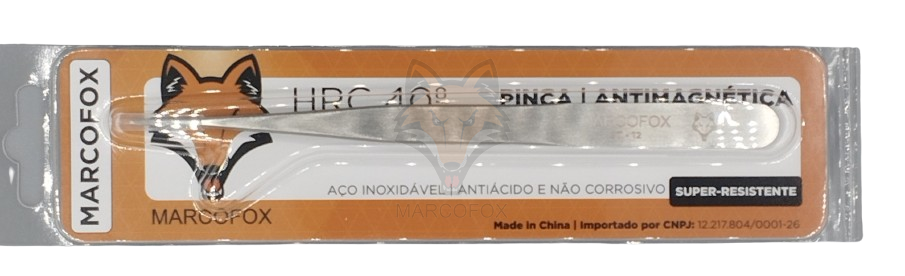 MARCOFOX
HRC 40°
PINÇA | ANTIMAGNÉTICA
MARCOFOX
AÇO INOXIDÁVEL | ANTIÁCIDO E NÃO CORROSIVO
SUPER-RESISTENTE
MARCOFOX
MARCOFOX
Made in China | Importado por CNPJ: 12.217.804/0001-26